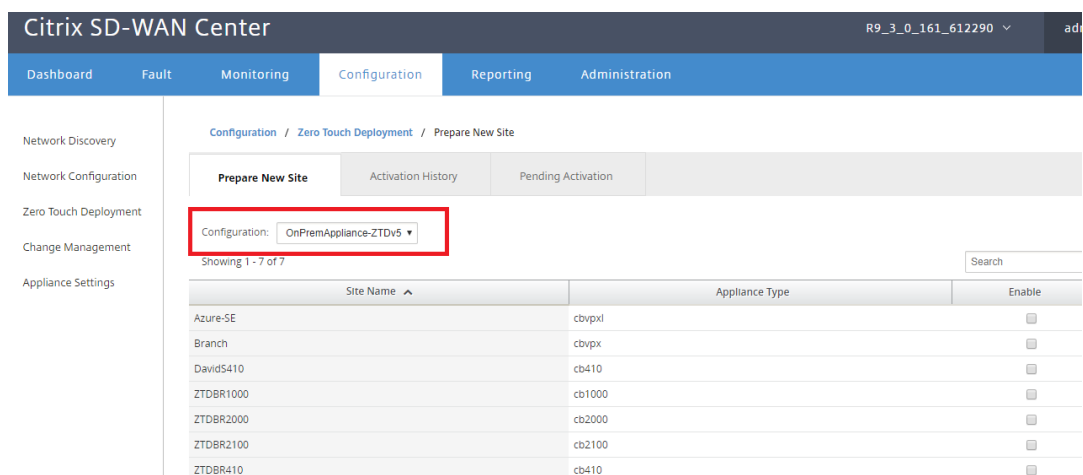 Citrix SD-WAN Center R9_3_0_161_612290
Dashboard Fault Monitoring Configuration Reporting Administration
Network Discovery
Network Configuration
Zero Touch Deployment
Change Management
Appliance Settings
Configuration / Zero Touch Deployment / Prepare New Site
Prepare New Site Activation History Pending Activation
Configuration: OnPremAppliance-ZTDv5
Showing 1 - 7 of 7 Search
Site Name Appliance Type Enable
Azure-SE cbvpxl
Branch cbvpx
DavidS410 cb410
ZTDBR1000 cb1000
ZTDBR2000 cb2000
ZTDBR2100 cb2100
ZTDBR410 cb410